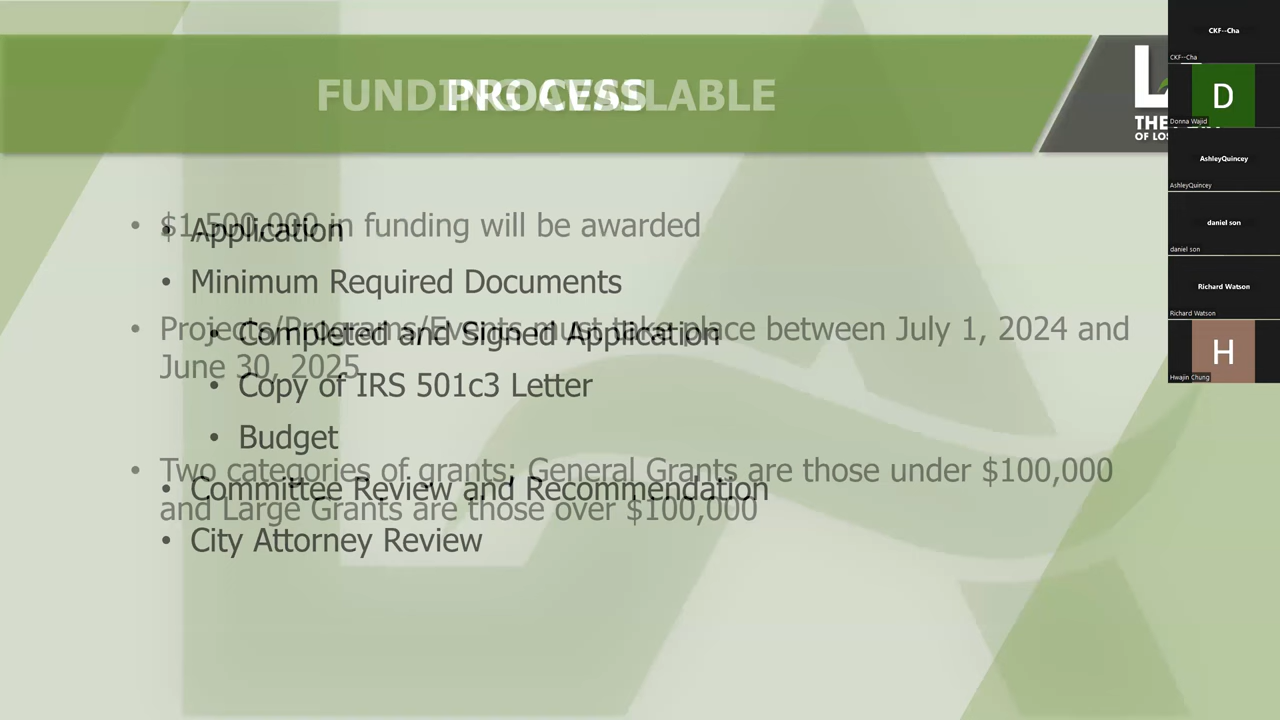 FUNDING AVAILABLE
PROCESS
• $1,500,000 in funding will be awarded
• Application
• Minimum Required Documents
• Projects/Programs/Events must take place between July 1, 2024 and
June 30, 2025
• Completed and Signed Application
• Copy of IRS 501c3 Letter
• Budget
• Two categories of grants: General Grants are those under $100,000
and Large Grants are those over $100,000
• Committee Review and Recommendation
• City Attorney Review
THE
OF LOS
CKF--Cha
CKF--Cha
D
Donna Wajid
AshleyQuincey
AshleyQuincey
daniel son
daniel son
Richard Watson
Richard Watson
H
Hwajin Chung